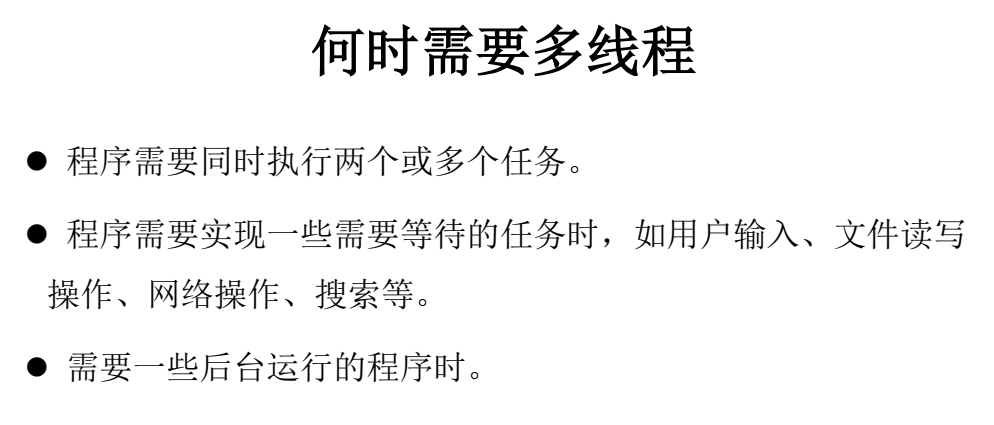 何时需要多线程
● 程序需要同时执行两个或多个任务。
● 程序需要实现一些需要等待的任务时，如用户输入、文件读写
操作、网络操作、搜索等。
● 需要一些后台运行的程序时。